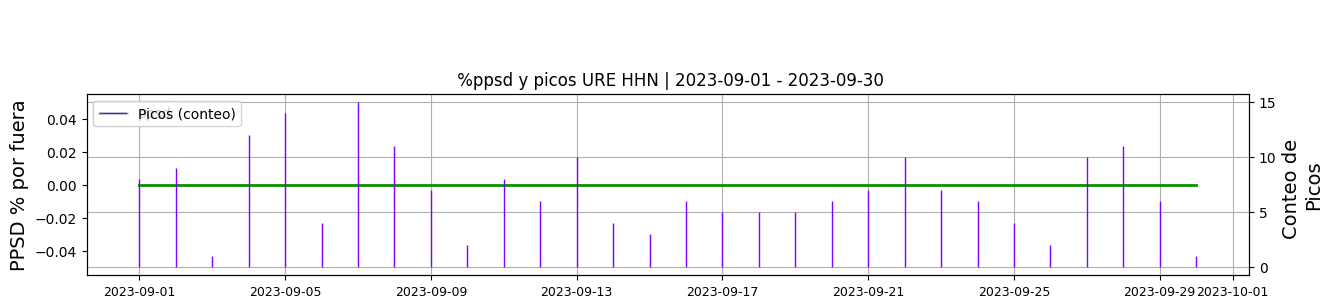 %ppsd y picos URE HHN | 2023-09-01 - 2023-09-30
Picos (conteo)
PPSD % por fuera
0.04
0.02
0.00
−0.02
−0.04
15
10
5
0
Conteo de
Picos
2023-09-01 2023-09-05 2023-09-09 2023-09-13 2023-09-17 2023-09-21 2023-09-25 2023-09-29 2023-10-01